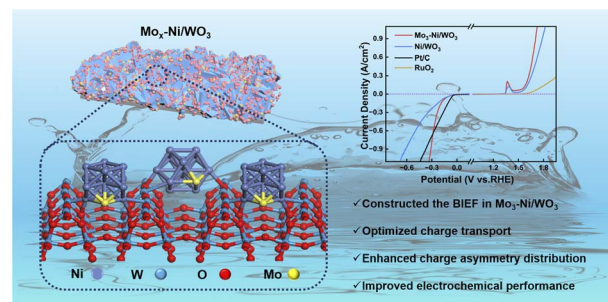 Moₓ-Ni/WO₃
Ni
W
O
Mo
Current Density (A/cm²)
0.9
0.6
0.3
0.0
-0.3
-0.6
-0.9
Mo₃-Ni/WO₃
Ni/WO₃
Pt/C
RuO₂
-0.6
-0.3
0.0
1.2
1.5
1.8
Potential (V vs.RHE)
✓Constructed the BIEF in Mo₃-Ni/WO₃
✓Optimized charge transport
✓Enhanced charge asymmetry distribution
✓Improved electrochemical performance